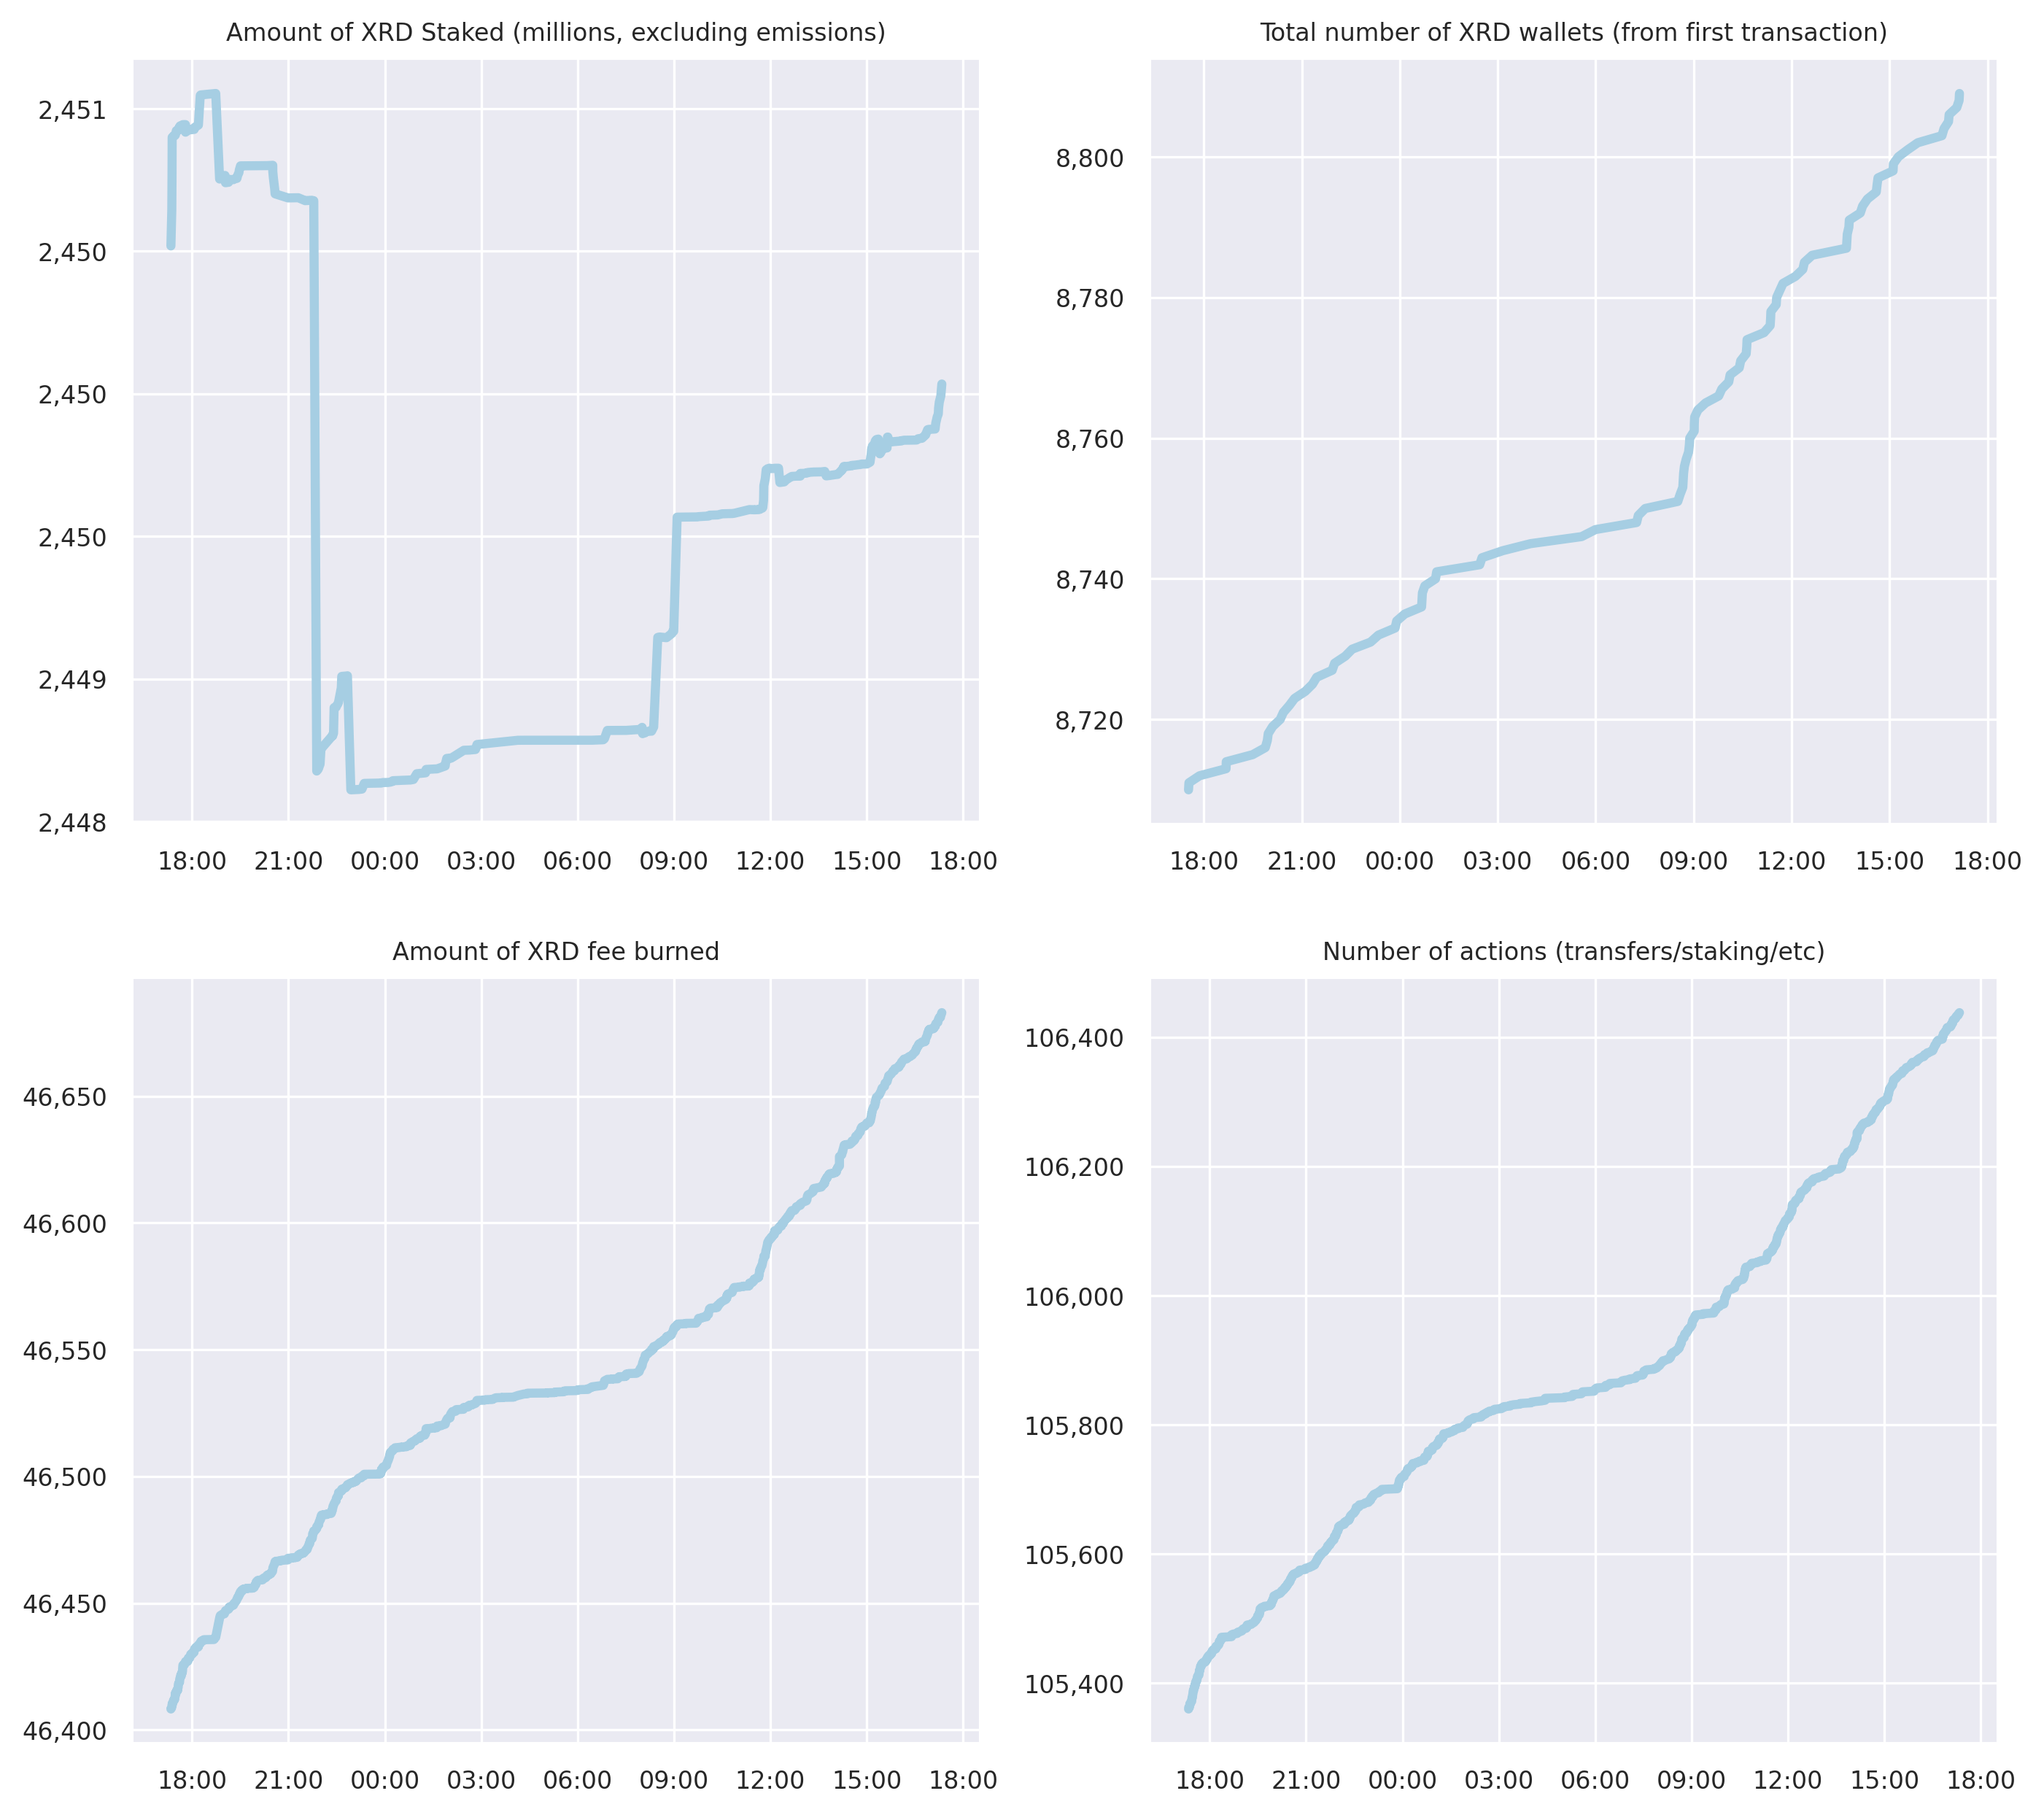 Amount of XRD Staked (millions, excluding emissions)
2,451
2,450
2,450
2,450
2,449
2,448
18:00 21:00 00:00 03:00 06:00 09:00 12:00 15:00 18:00
Total number of XRD wallets (from first transaction)
8,800
8,780
8,760
8,740
8,720
18:00 21:00 00:00 03:00 06:00 09:00 12:00 15:00 18:00
Amount of XRD fee burned
46,650
46,600
46,550
46,500
46,450
46,400
18:00 21:00 00:00 03:00 06:00 09:00 12:00 15:00 18:00
Number of actions (transfers/staking/etc)
106,400
106,200
106,000
105,800
105,600
105,400
18:00 21:00 00:00 03:00 06:00 09:00 12:00 15:00 18:00